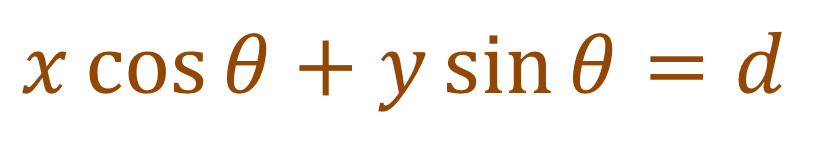 x cos θ + y sin θ = d